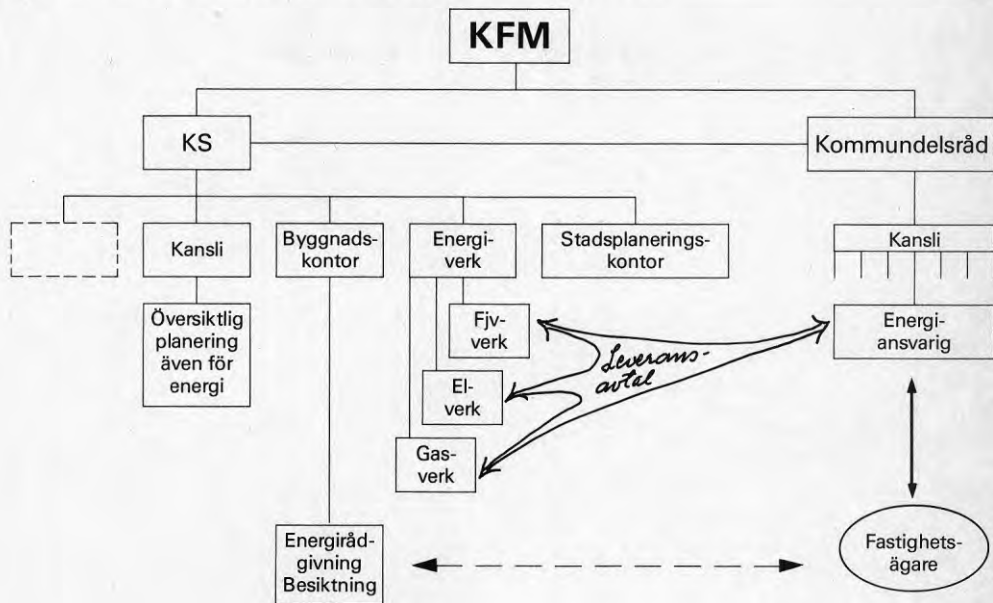 KFM
KS
Kommundelsråd
Kansli
Byggnads-
kontor
Energi-
verk
Stadsplanerings-
kontor
Kansli
Översiktlig
planering
även för
energi
Fjv-
verk
Energi-
ansvarig
Leverans-
avtal
El-
verk
Gas-
verk
Energiråd-
givning
Besiktning
Fastighets-
ägare